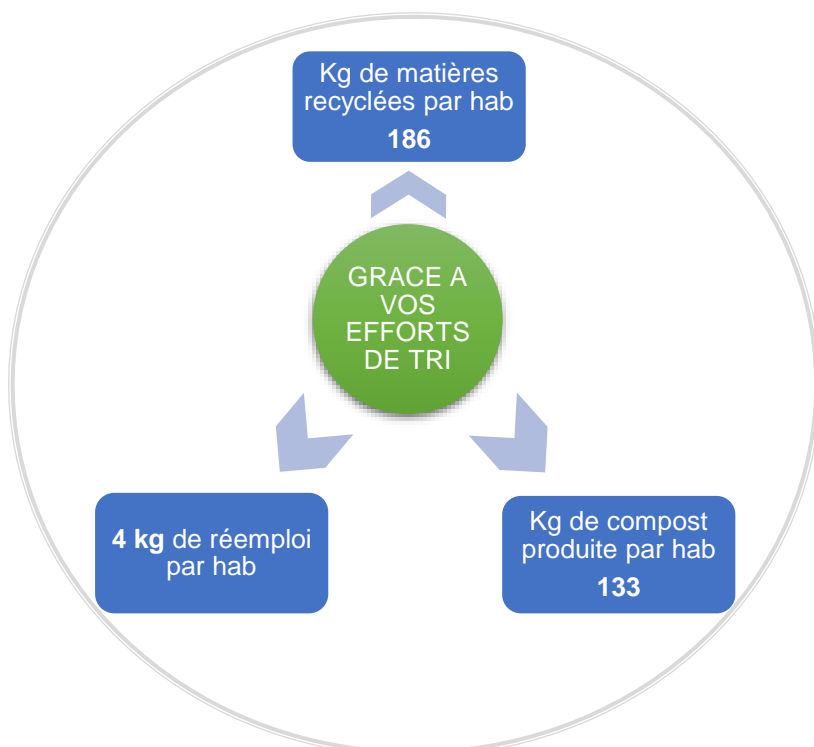 Kg de matières
recyclées par hab
186
GRACE A
VOS
EFFORTS
DE TRI
4 kg de réemploi
par hab
Kg de compost
produite par hab
133